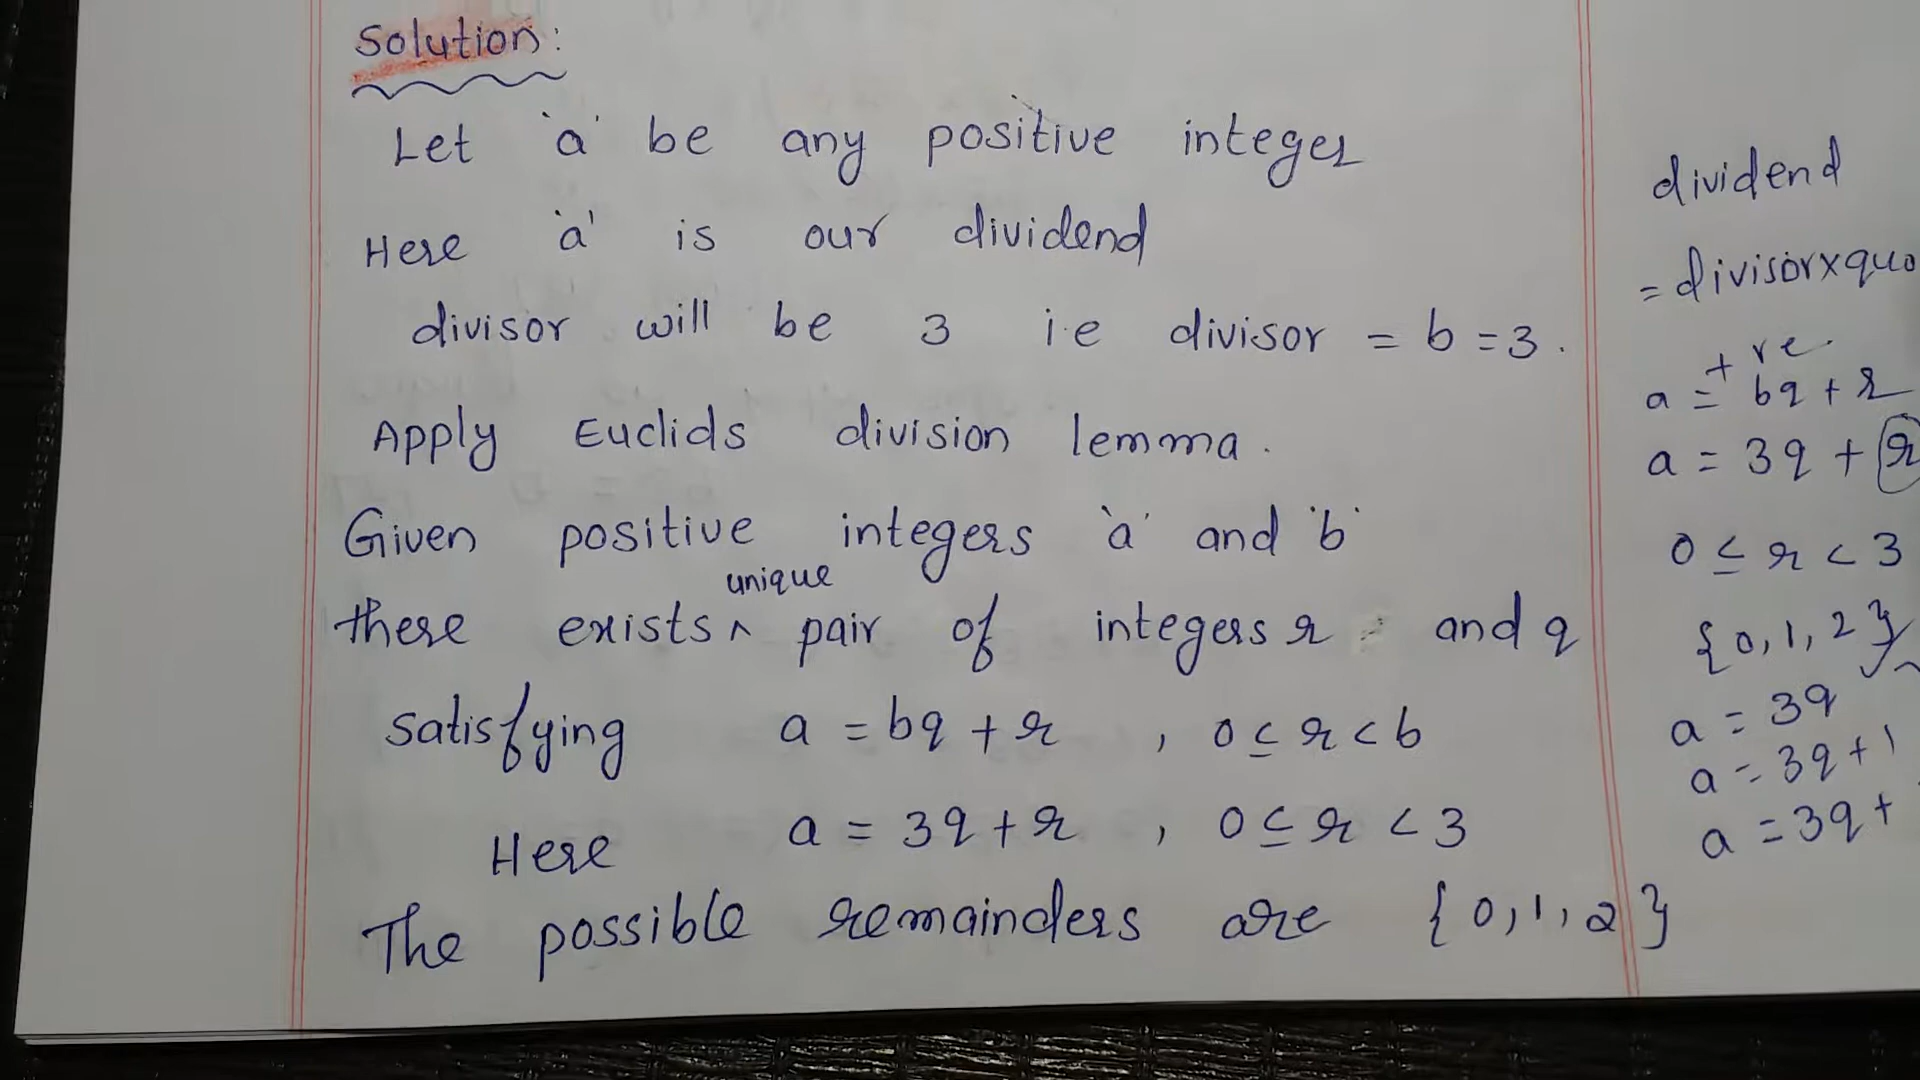 Solution:
Let 'a' be any positive integer
Here 'a' is our dividend
divisor will be 3 i.e divisor = b = 3.
Apply Euclids division lemma.
Given positive integers 'a' and 'b'
unique
there exists ^ pair of integers r and q
satisfying a = bq + r , 0 ≤ r < b
Here a = 3q + r , 0 ≤ r < 3
The possible remainders are {0, 1, 2}
dividend
= divisor x quo
+ re.
a = bq + r
a = 3q + r
0 ≤ r < 3
{0, 1, 2}
a = 3q
a = 3q + 1
a = 3q +